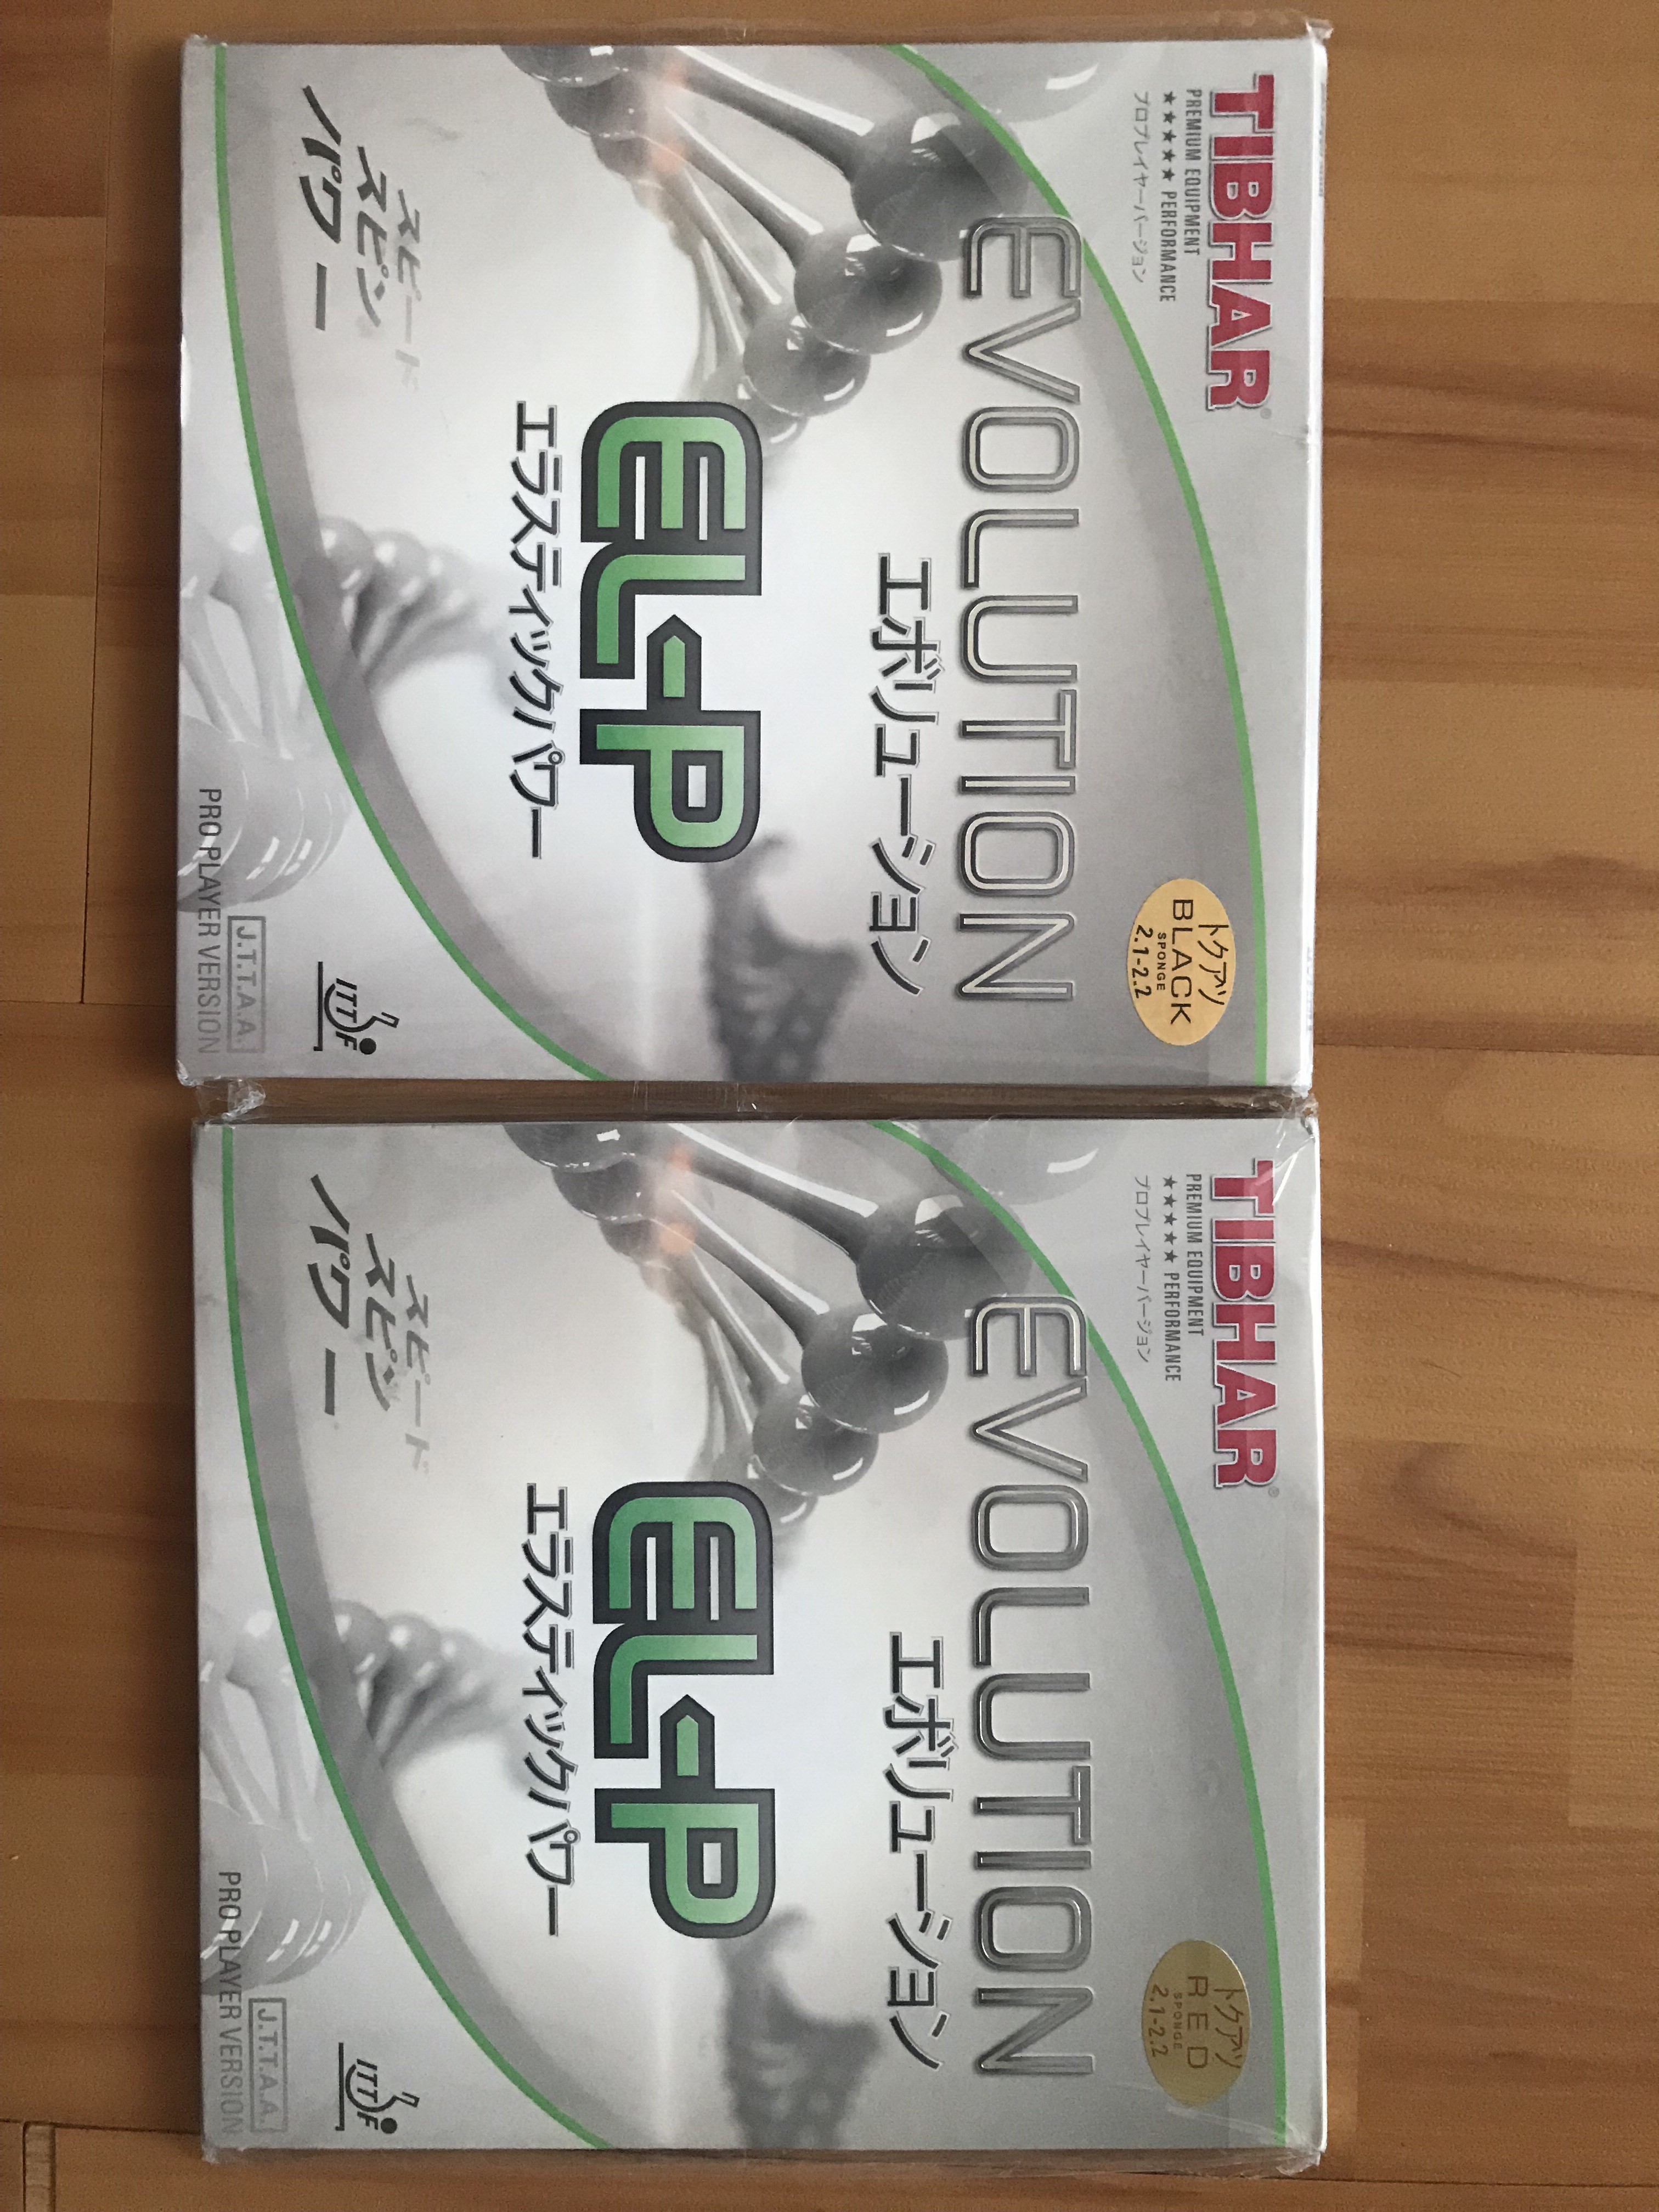 TIBHAR®
PREMIUM EQUIPMENT
★★★★★ PERFORMANCE
プロプレイヤーバージョン
トクアツ
BLACK
SPONGE
2.1-2.2
EVOLUTION
エボリューション
EL-P
エラスティックパワー
スピード
スピン
パワー
ITTF
J.T.T.A.A.
PRO PLAYER VERSION
TIBHAR®
PREMIUM EQUIPMENT
★★★★★ PERFORMANCE
プロプレイヤーバージョン
トクアツ
RED
SPONGE
2.1-2.2
EVOLUTION
エボリューション
EL-P
エラスティックパワー
スピード
スピン
パワー
ITTF
J.T.T.A.A.
PRO PLAYER VERSION